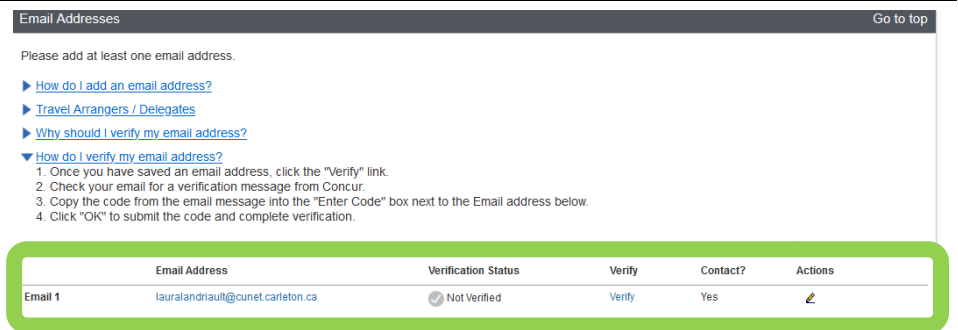 Email Addresses Go to top
Please add at least one email address.
How do I add an email address?
Travel Arrangers / Delegates
Why should I verify my email address?
How do I verify my email address?
1. Once you have saved an email address, click the "Verify" link.
2. Check your email for a verification message from Concur.
3. Copy the code from the email message into the "Enter Code" box next to the Email address below.
4. Click "OK" to submit the code and complete verification.
Email Address Verification Status Verify Contact? Actions
Email 1 lauralandriault@cunet.carleton.ca Not Verified Verify Yes